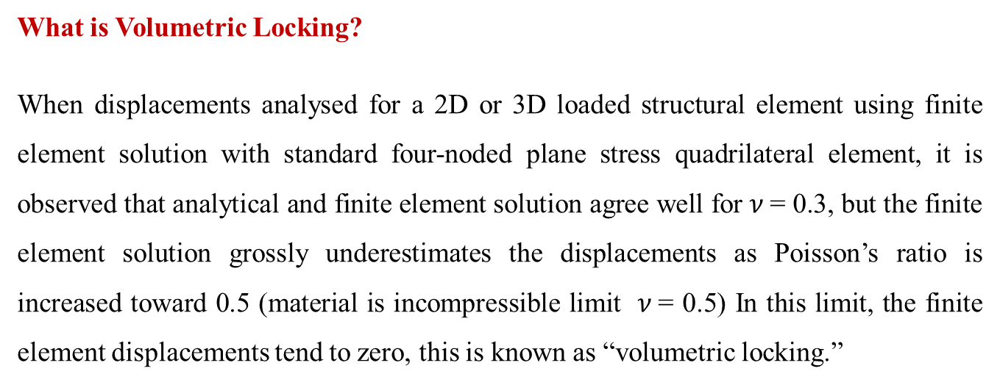 What is Volumetric Locking?
When displacements analysed for a 2D or 3D loaded structural element using finite
element solution with standard four-noded plane stress quadrilateral element, it is
observed that analytical and finite element solution agree well for ν = 0.3, but the finite
element solution grossly underestimates the displacements as Poisson’s ratio is
increased toward 0.5 (material is incompressible limit ν = 0.5) In this limit, the finite
element displacements tend to zero, this is known as “volumetric locking.”